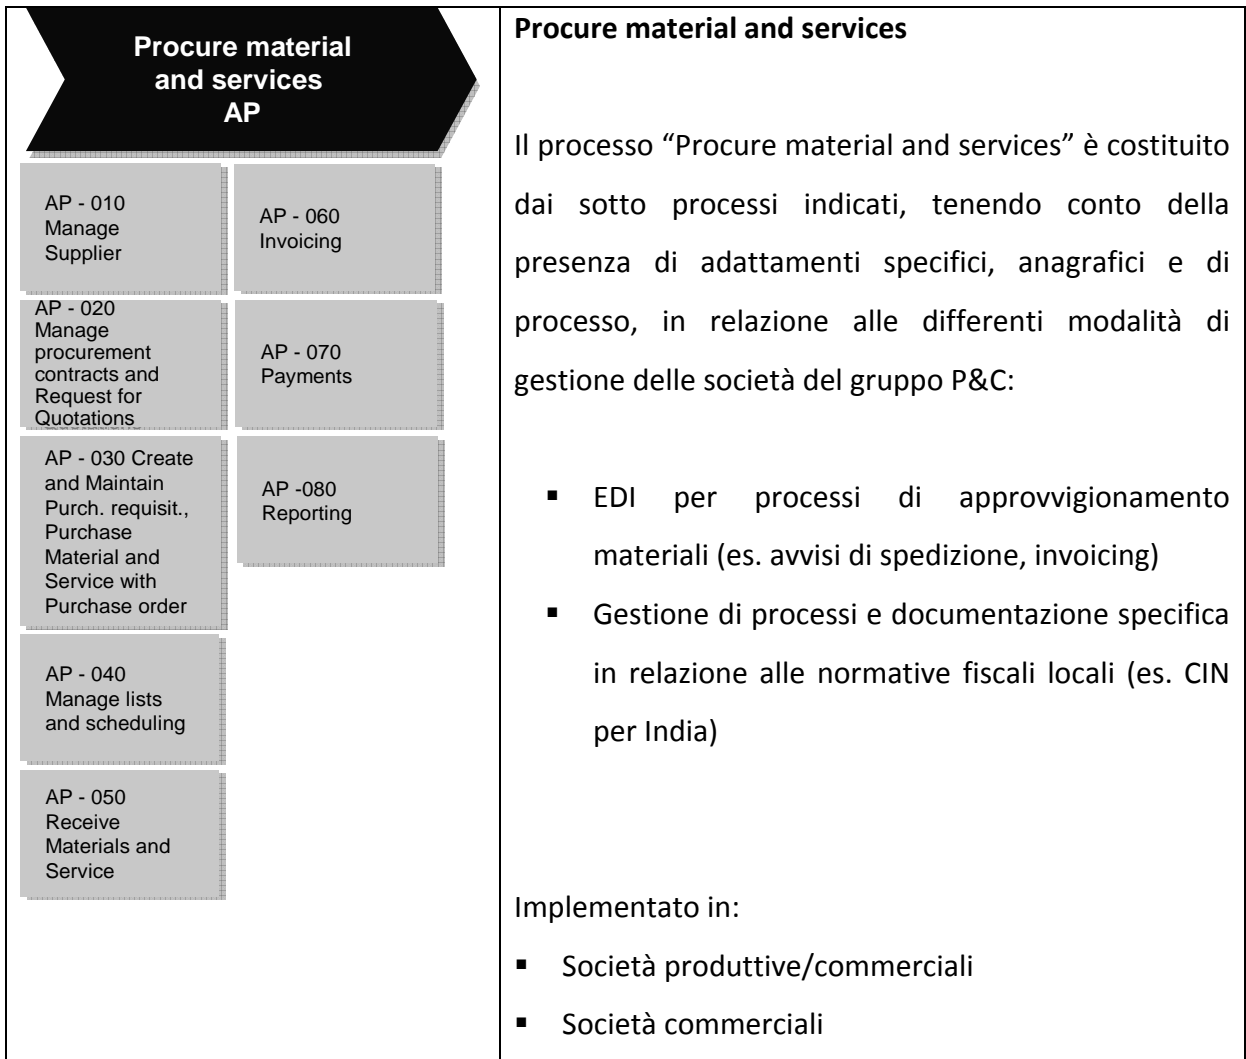 Procure material
and services
AP
AP - 010
Manage
Supplier
AP - 020
Manage
procurement
contracts and
Request for
Quotations
AP - 030 Create
and Maintain
Purch. requisit.,
Purchase
Material and
Service with
Purchase order
AP - 040
Manage lists
and scheduling
AP - 050
Receive
Materials and
Service
AP - 060
Invoicing
AP - 070
Payments
AP -080
Reporting
Procure material and services
Il processo “Procure material and services” è costituito
dai sotto processi indicati, tenendo conto della
presenza di adattamenti specifici, anagrafici e di
processo, in relazione alle differenti modalità di
gestione delle società del gruppo P&C:
▪ EDI per processi di approvvigionamento
materiali (es. avvisi di spedizione, invoicing)
▪ Gestione di processi e documentazione specifica
in relazione alle normative fiscali locali (es. CIN
per India)
Implementato in:
▪ Società produttive/commerciali
▪ Società commerciali